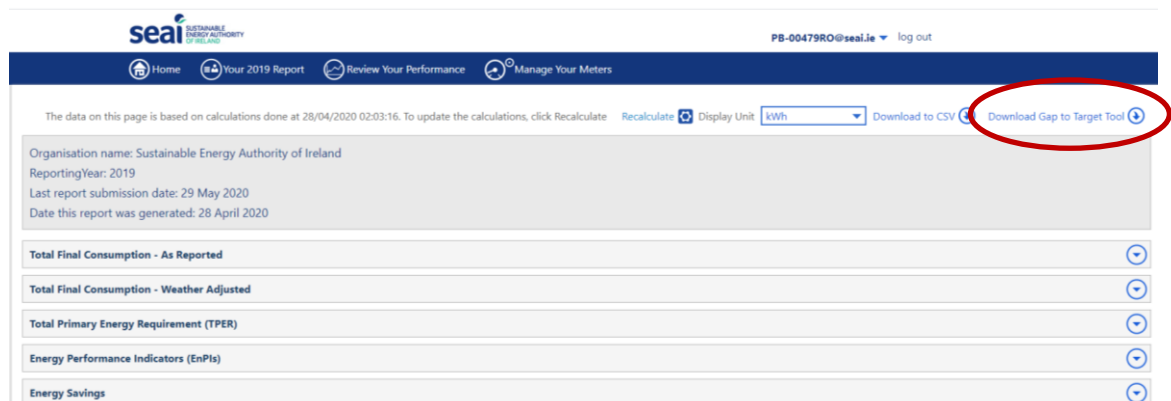 seai SUSTAINABLE
ENERGY AUTHORITY
OF IRELAND
PB-00479RO@seai.ie log out
Home Your 2019 Report Review Your Performance Manage Your Meters
The data on this page is based on calculations done at 28/04/2020 02:03:16. To update the calculations, click Recalculate Recalculate Display Unit kWh Download to CSV Download Gap to Target Tool
Organisation name: Sustainable Energy Authority of Ireland
ReportingYear: 2019
Last report submission date: 29 May 2020
Date this report was generated: 28 April 2020
Total Final Consumption - As Reported
Total Final Consumption - Weather Adjusted
Total Primary Energy Requirement (TPER)
Energy Performance Indicators (EnPIs)
Energy Savings